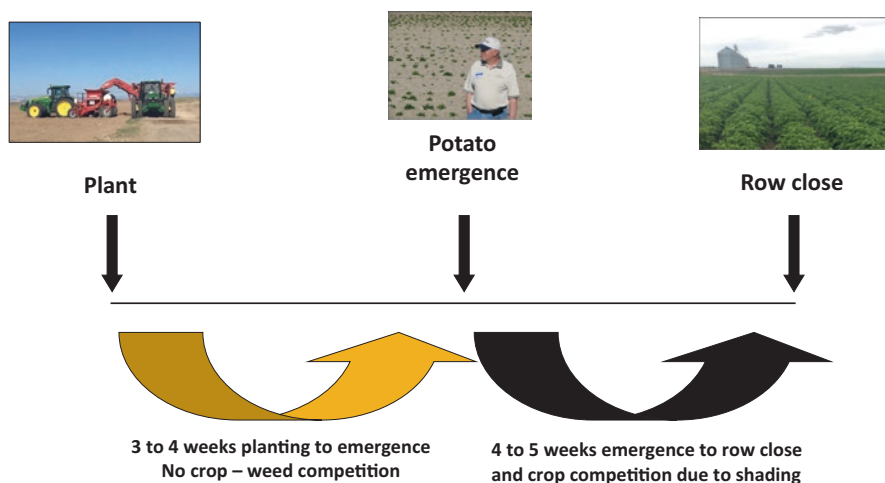 Plant
Potato
emergence
Row close
3 to 4 weeks planting to emergence
No crop – weed competition
4 to 5 weeks emergence to row close
and crop competition due to shading